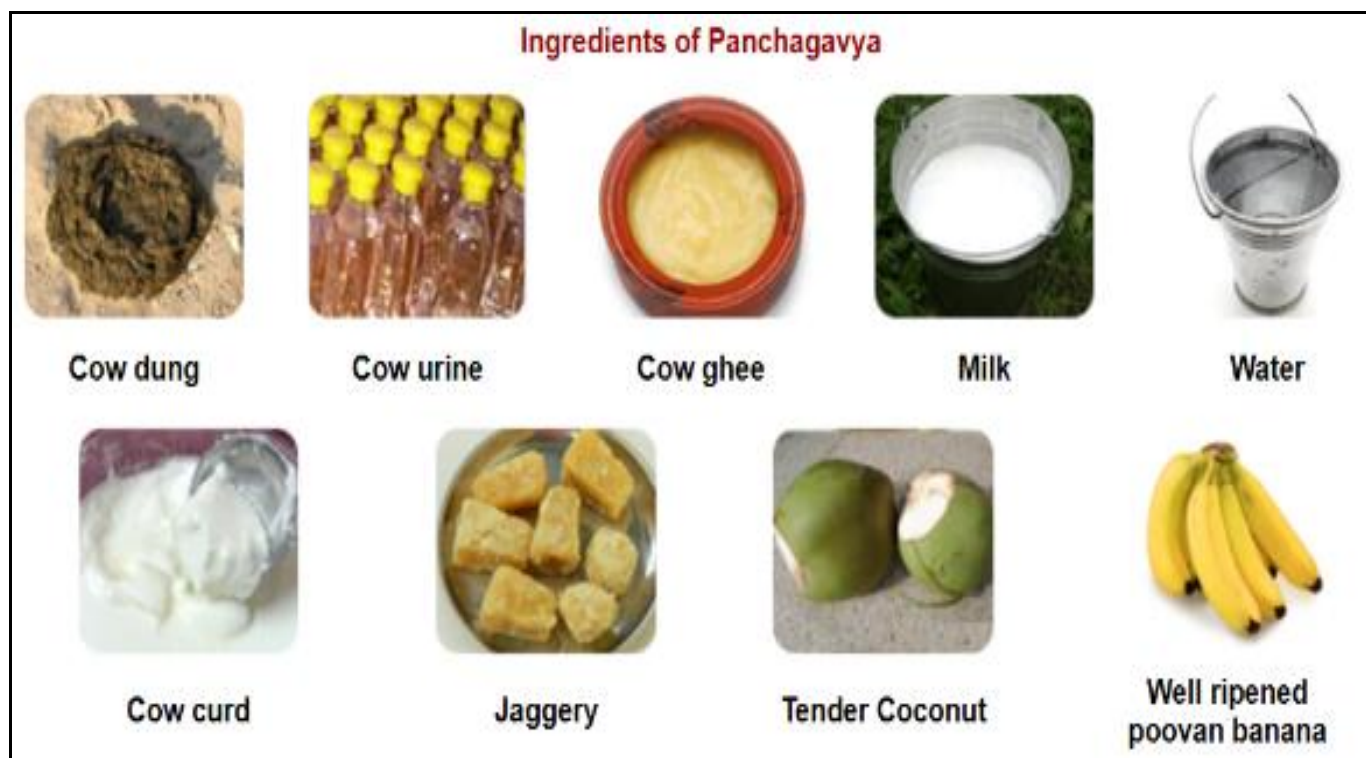 Ingredients of Panchagavya
Cow dung
Cow urine
Cow ghee
Milk
Water
Cow curd
Jaggery
Tender Coconut
Well ripened
poovan banana